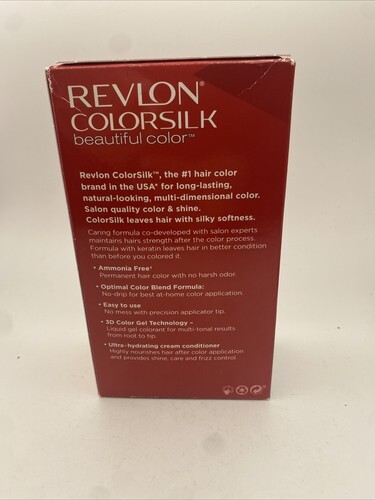 REVLON®
COLORSILK
beautiful color™
Revlon ColorSilk™, the #1 hair color
brand in the USA* for long-lasting,
natural-looking, multi-dimensional color.
Salon quality color & shine.
ColorSilk leaves hair with silky softness.
Caring formula co-developed with salon experts
maintains hairs strength after the color process.
Formula with keratin leaves hair in better condition
than before you colored it.
• Ammonia Free*
Permanent hair color with no harsh odor.
• Optimal Color Blend Formula:
No-drip for best at-home color application.
• Easy to use
No mess with precision applicator tip.
• 3D Color Gel Technology –
Liquid gel colorant for multi-tonal results
from root to tip.
• Ultra-hydrating cream conditioner
Highly nourishes hair after color application
and provides shine, care and frizz control.